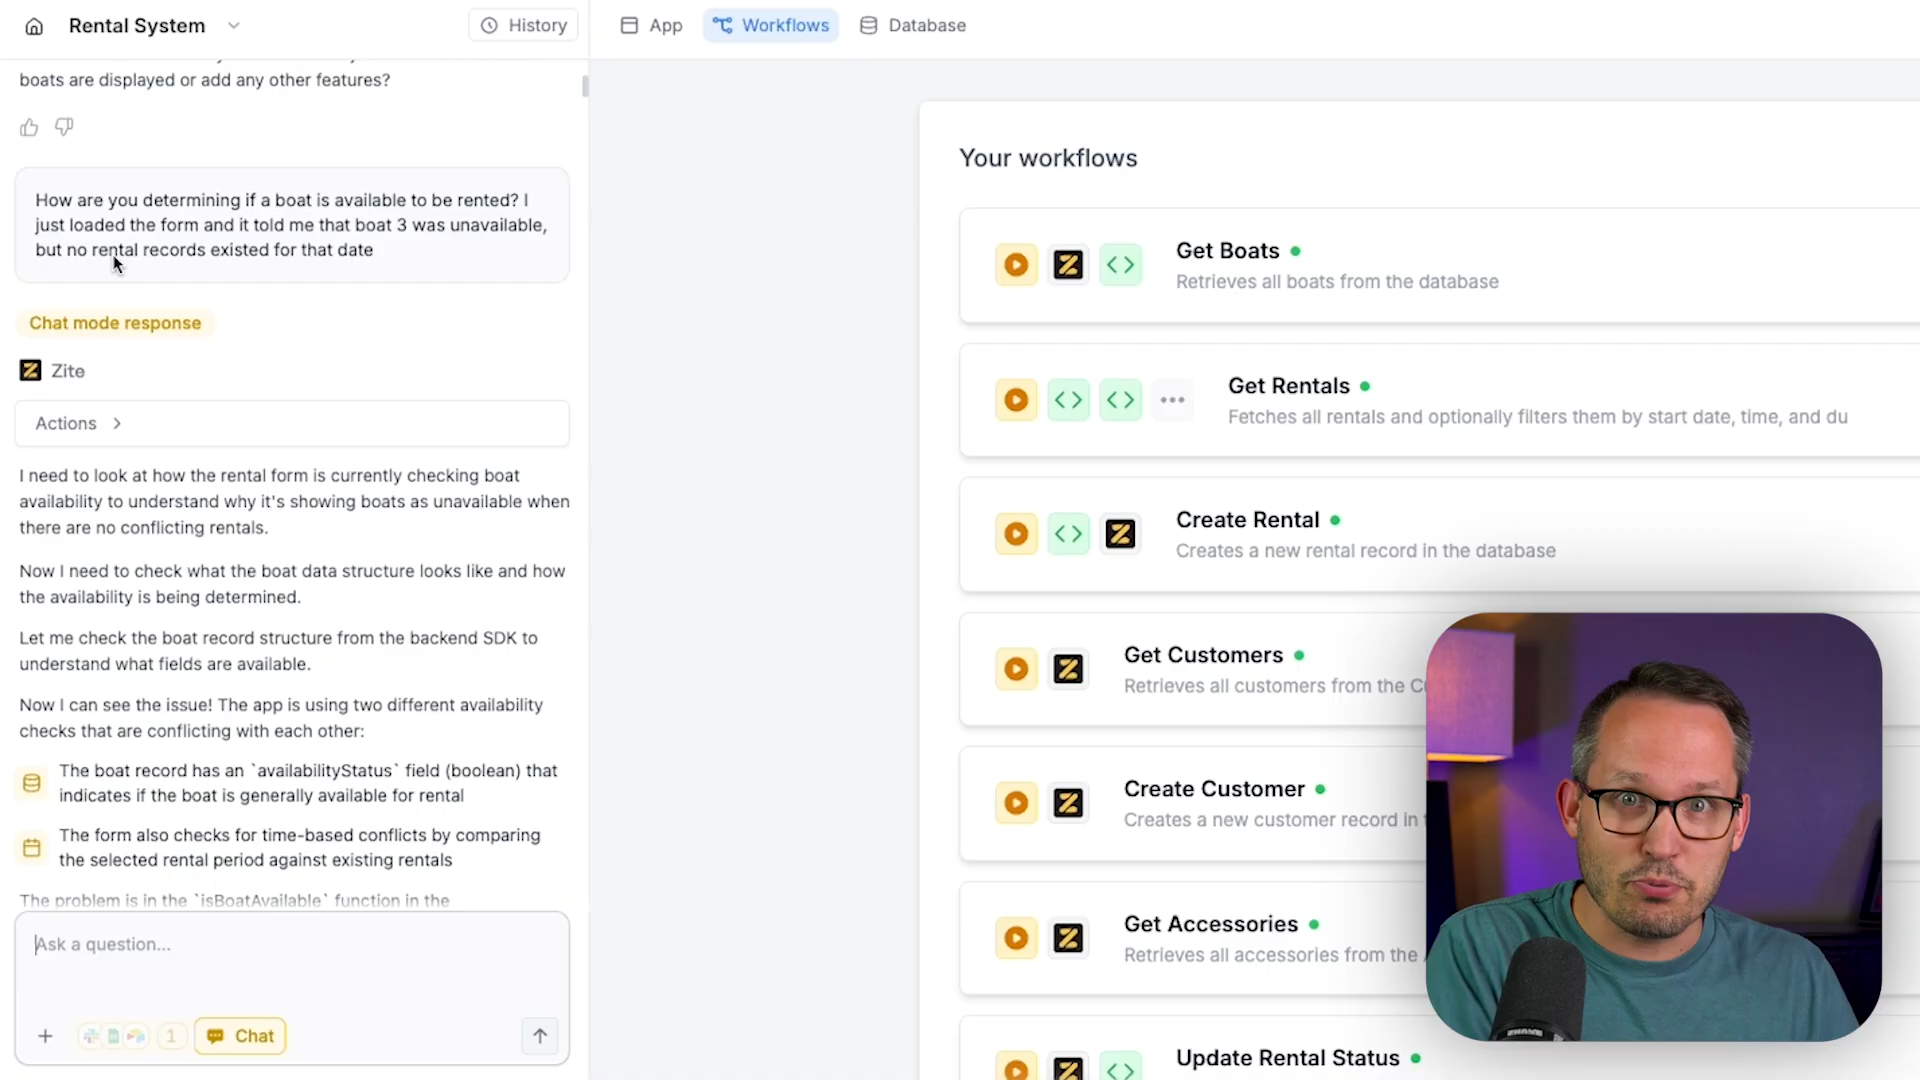 Rental System
History
App
Workflows
Database
boats are displayed or add any other features?
How are you determining if a boat is available to be rented? I
just loaded the form and it told me that boat 3 was unavailable,
but no rental records existed for that date
Chat mode response
Zite
Actions
I need to look at how the rental form is currently checking boat
availability to understand why it's showing boats as unavailable when
there are no conflicting rentals.
Now I need to check what the boat data structure looks like and how
the availability is being determined.
Let me check the boat record structure from the backend SDK to
understand what fields are available.
Now I can see the issue! The app is using two different availability
checks that are conflicting with each other:
The boat record has an `availabilityStatus` field (boolean) that
indicates if the boat is generally available for rental
The form also checks for time-based conflicts by comparing
the selected rental period against existing rentals
The problem is in the `isBoatAvailable` function in the
Ask a question...
1
Chat
Your workflows
Get Boats
Retrieves all boats from the database
Get Rentals
Fetches all rentals and optionally filters them by start date, time, and du
Create Rental
Creates a new rental record in the database
Get Customers
Retrieves all customers from the Cu
Create Customer
Creates a new customer record in
Get Accessories
Retrieves all accessories from the
Update Rental Status